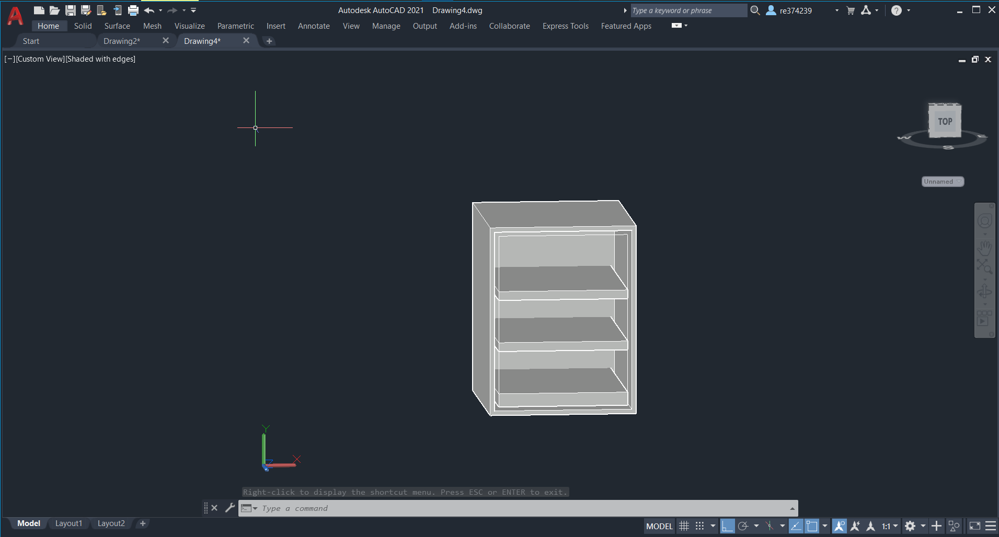 Autodesk AutoCAD 2021 Drawing4.dwg Type a keyword or phrase re374239
Home Solid Surface Mesh Visualize Parametric Insert Annotate View Manage Output Add-ins Collaborate Express Tools Featured Apps
Start Drawing2* Drawing4*
[−][Custom View][Shaded with edges]
TOP
W E
S
Unnamed
Y
Z X
Right-click to display the shortcut menu. Press ESC or ENTER to exit.
Type a command
Model Layout1 Layout2 +
MODEL 1:1